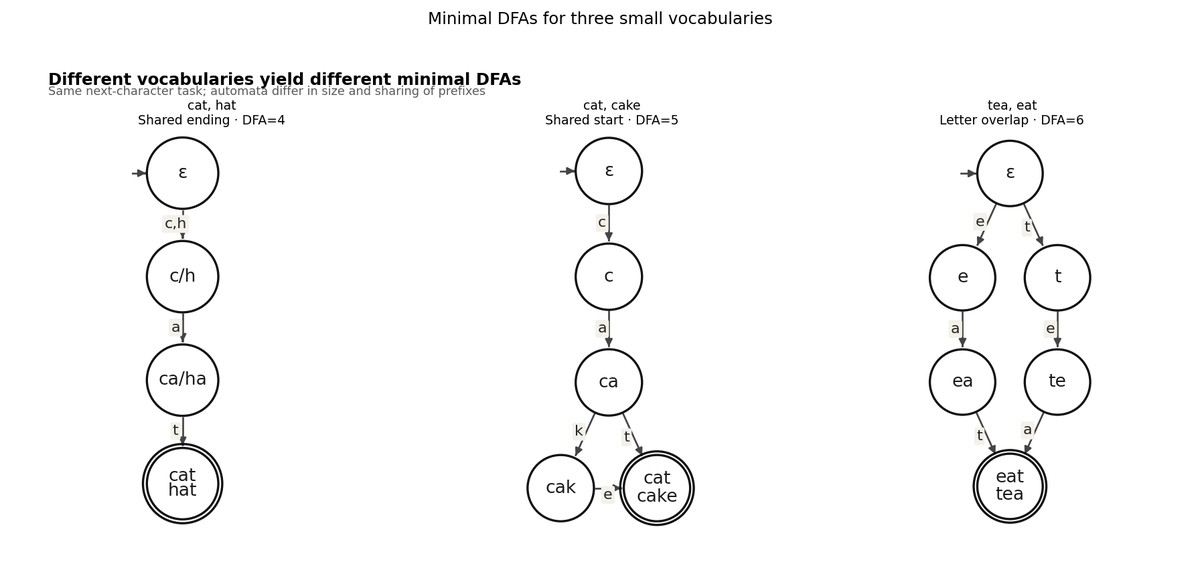 Minimal DFAs for three small vocabularies
Different vocabularies yield different minimal DFAs
Same next-character task; automata differ in size and sharing of prefixes
cat, hat
Shared ending · DFA=4
ε
c,h
c/h
a
ca/ha
t
cat
hat
cat, cake
Shared start · DFA=5
ε
c
c
a
ca
k
t
cak
e
cat
cake
tea, eat
Letter overlap · DFA=6
ε
e
t
e
t
a
e
ea
te
t
a
eat
tea